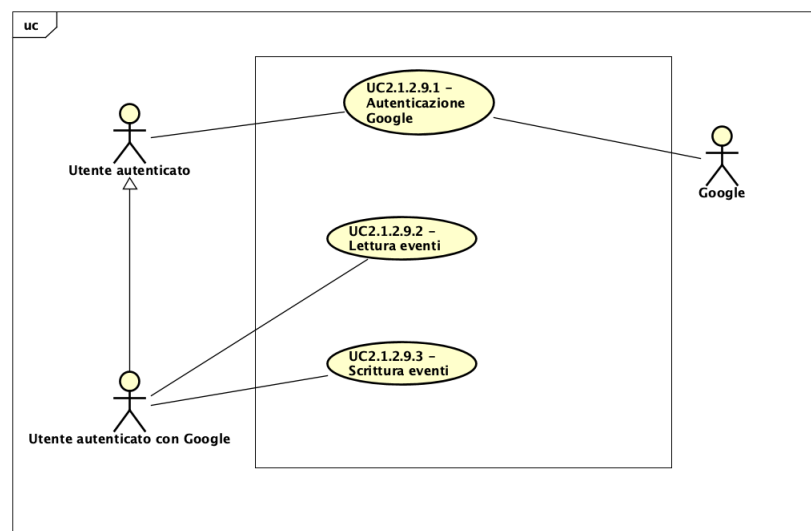 uc
UC2.1.2.9.1 –
Autenticazione
Google
Utente autenticato
Google
UC2.1.2.9.2 –
Lettura eventi
UC2.1.2.9.3 –
Scrittura eventi
Utente autenticato con Google